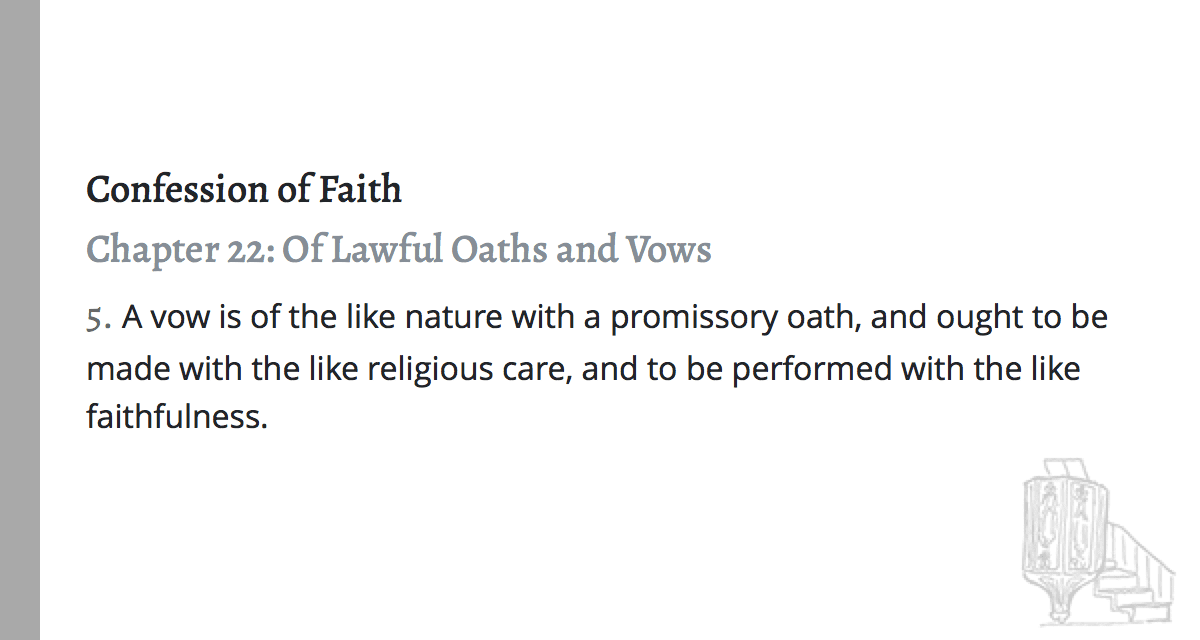 Confession of Faith
Chapter 22: Of Lawful Oaths and Vows
5. A vow is of the like nature with a promissory oath, and ought to be
made with the like religious care, and to be performed with the like
faithfulness.